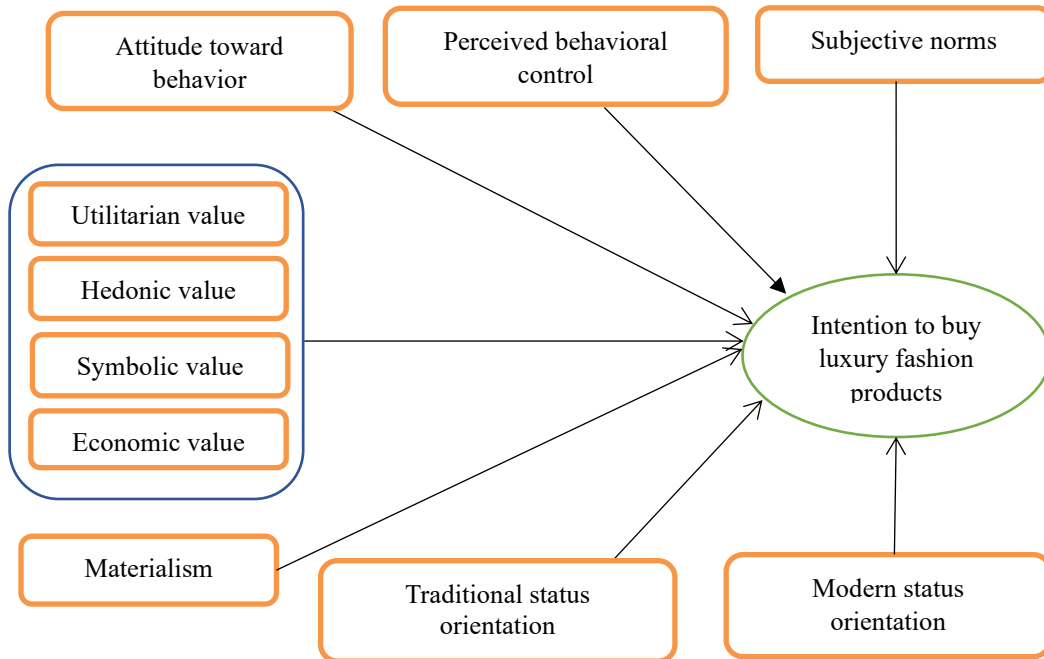 Attitude toward
behavior
Perceived behavioral
control
Subjective norms
Utilitarian value
Hedonic value
Symbolic value
Economic value
Intention to buy
luxury fashion
products
Materialism
Traditional status
orientation
Modern status
orientation